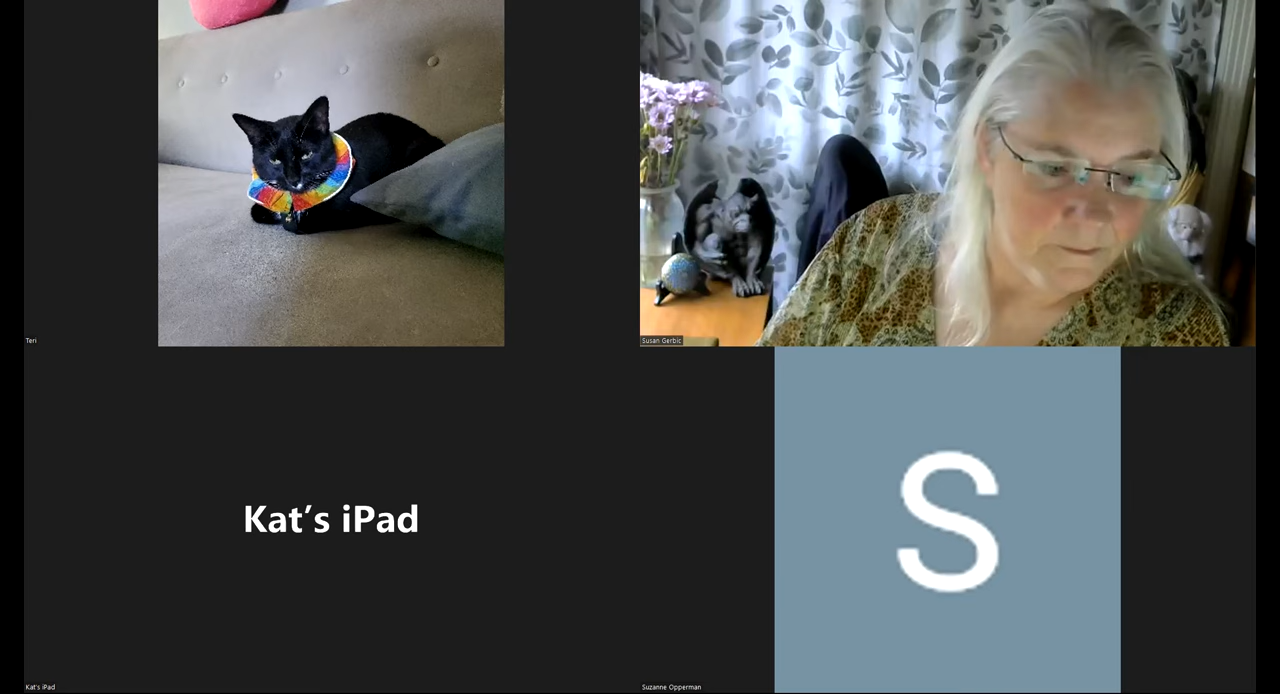 Teri
Susan Gerbic
Kat’s iPad
S
Kat's iPad
Suzanne Opperman